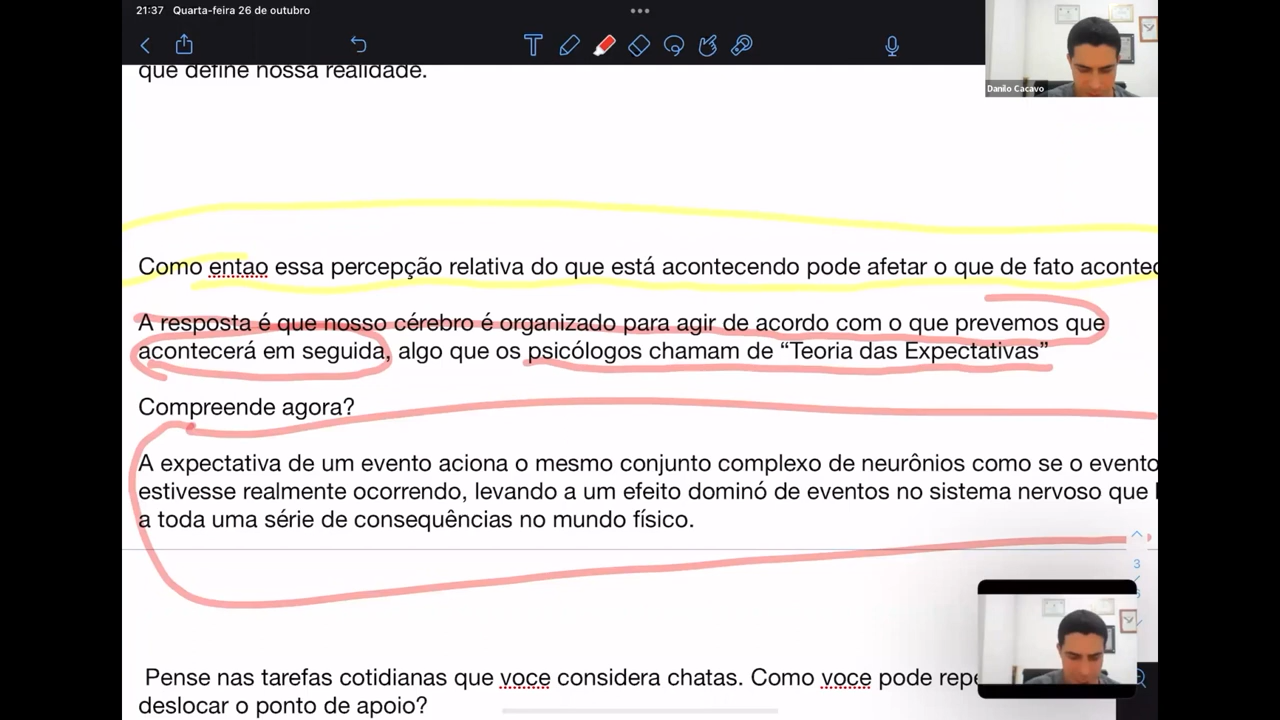 21:37 Quarta-feira 26 de outubro
Danilo Cacavo
que define nossa realidade.
Como entao essa percepção relativa do que está acontecendo pode afetar o que de fato
A resposta é que nosso cérebro é organizado para agir de acordo com o que prevemos que
acontecerá em seguida, algo que os psicólogos chamam de “Teoria das Expectativas”
Compreende agora?
A expectativa de um evento aciona o mesmo conjunto complexo de neurônios como se o evento
estivesse realmente ocorrendo, levando a um efeito dominó de eventos no sistema nervoso que
a toda uma série de consequências no mundo físico.
3
Pense nas tarefas cotidianas que voce considera chatas. Como voce pode
deslocar o ponto de apoio?